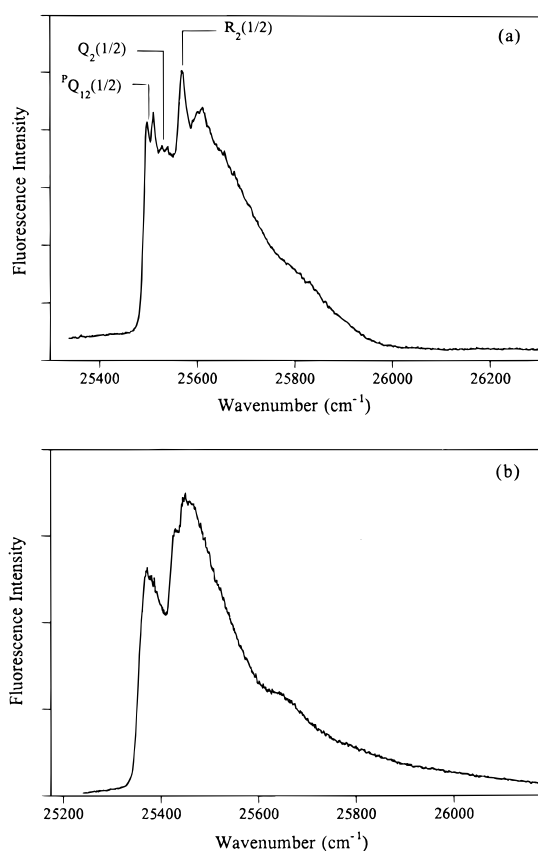 R₂(1/2)
(a)
Q₂(1/2)
ᴾQ₁₂(1/2)
Fluorescence Intensity
25400 25600 25800 26000 26200
Wavenumber (cm⁻¹)
(b)
Fluorescence Intensity
25200 25400 25600 25800 26000
Wavenumber (cm⁻¹)